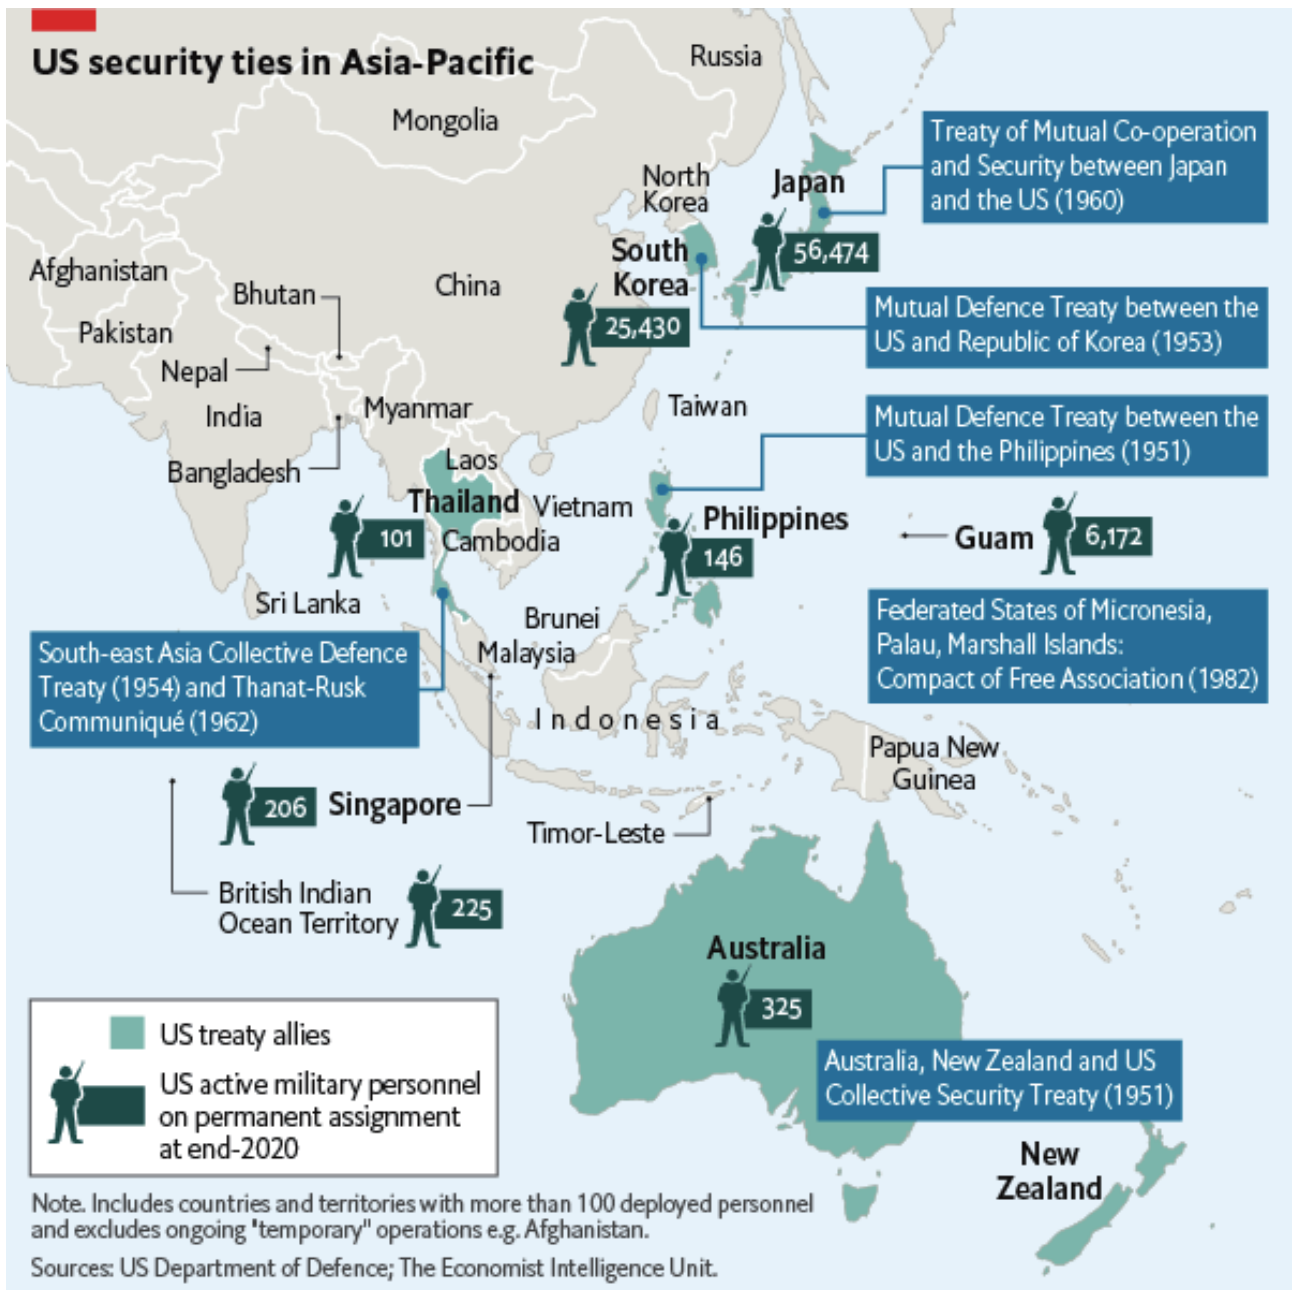 US security ties in Asia-Pacific
Russia
Mongolia
Treaty of Mutual Co-operation
and Security between Japan
and the US (1960)
North
Korea
Japan
56,474
South
Korea
25,430
Afghanistan
Bhutan
China
Pakistan
Nepal
Mutual Defence Treaty between the
US and Republic of Korea (1953)
India
Myanmar
Taiwan
Mutual Defence Treaty between the
US and the Philippines (1951)
Bangladesh
Laos
Thailand
Vietnam
101
Cambodia
Philippines
146
Guam
6,172
Sri Lanka
Brunei
Malaysia
Federated States of Micronesia,
Palau, Marshall Islands:
Compact of Free Association (1982)
South-east Asia Collective Defence
Treaty (1954) and Thanat-Rusk
Communiqué (1962)
Indonesia
Papua New
Guinea
206
Singapore
Timor-Leste
British Indian
Ocean Territory
225
Australia
325
Australia, New Zealand and US
Collective Security Treaty (1951)
New
Zealand
US treaty allies
US active military personnel
on permanent assignment
at end-2020
Note. Includes countries and territories with more than 100 deployed personnel
and excludes ongoing "temporary" operations e.g. Afghanistan.
Sources: US Department of Defence; The Economist Intelligence Unit.